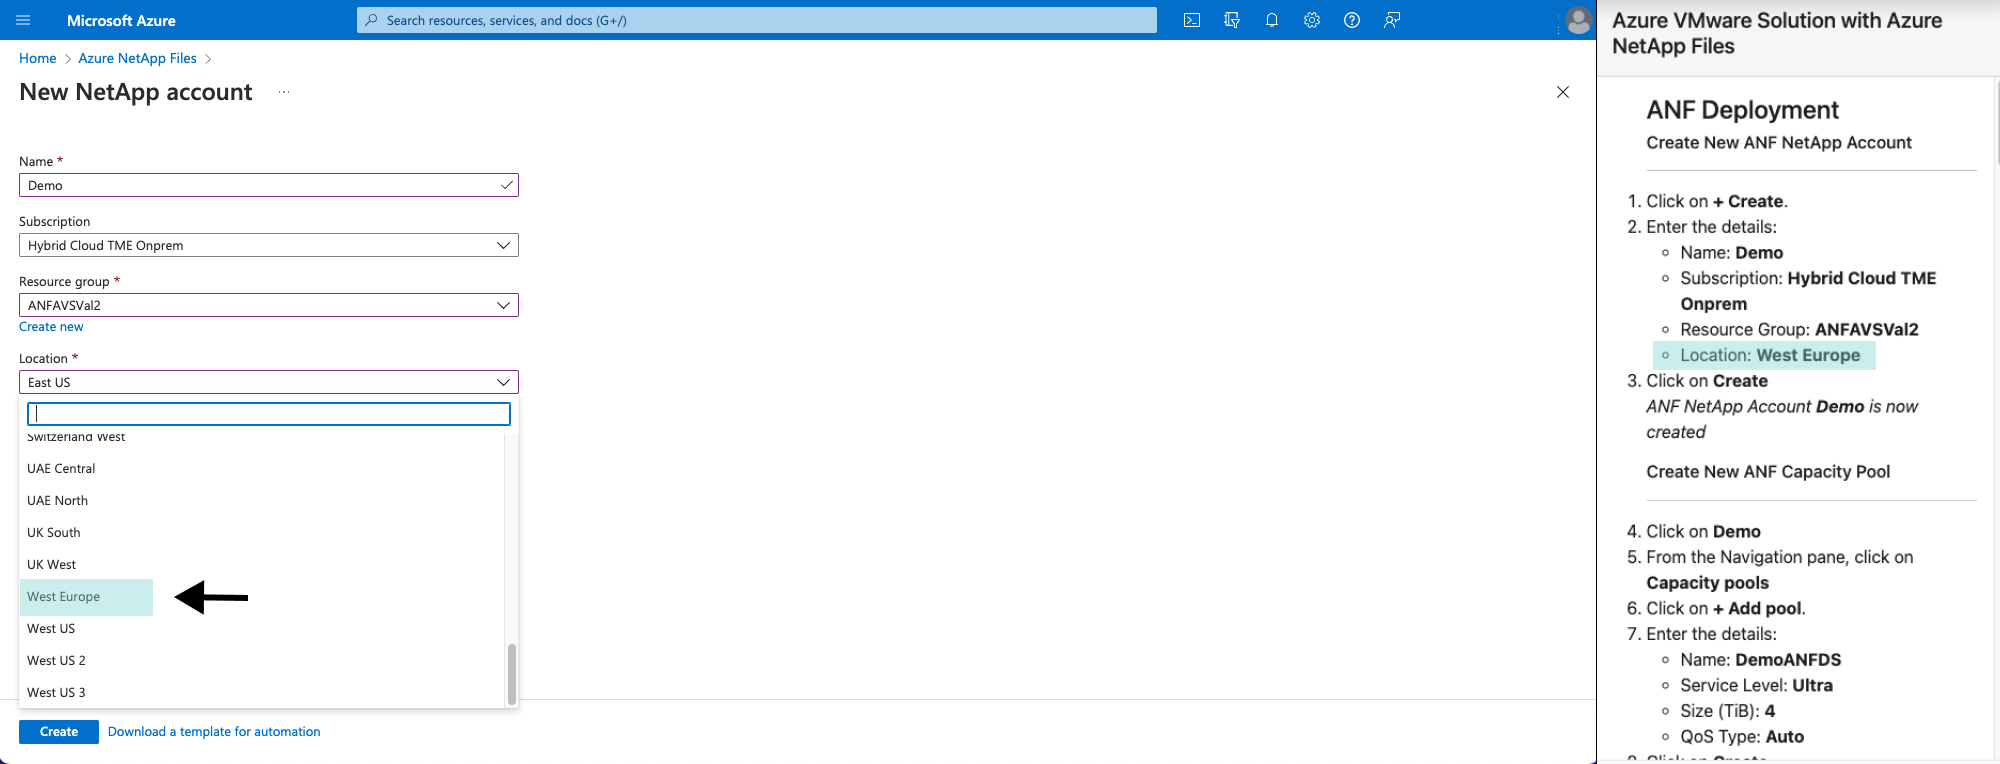 Microsoft Azure
Search resources, services, and docs (G+/)
Home > Azure NetApp Files >
New NetApp account ...
Name *
Demo
Subscription
Hybrid Cloud TME Onprem
Resource group *
ANFAVSVal2
Create new
Location *
East US
Switzerland West
UAE Central
UAE North
UK South
UK West
West Europe
West US
West US 2
West US 3
Create
Download a template for automation
Azure VMware Solution with Azure
NetApp Files
ANF Deployment
Create New ANF NetApp Account
1. Click on + Create.
2. Enter the details:
Name: Demo
Subscription: Hybrid Cloud TME
Onprem
Resource Group: ANFAVSVal2
Location: West Europe
3. Click on Create
ANF NetApp Account Demo is now
created
Create New ANF Capacity Pool
4. Click on Demo
5. From the Navigation pane, click on
Capacity pools
6. Click on + Add pool.
7. Enter the details:
Name: DemoANFDS
Service Level: Ultra
Size (TiB): 4
QoS Type: Auto
8. Click on Create